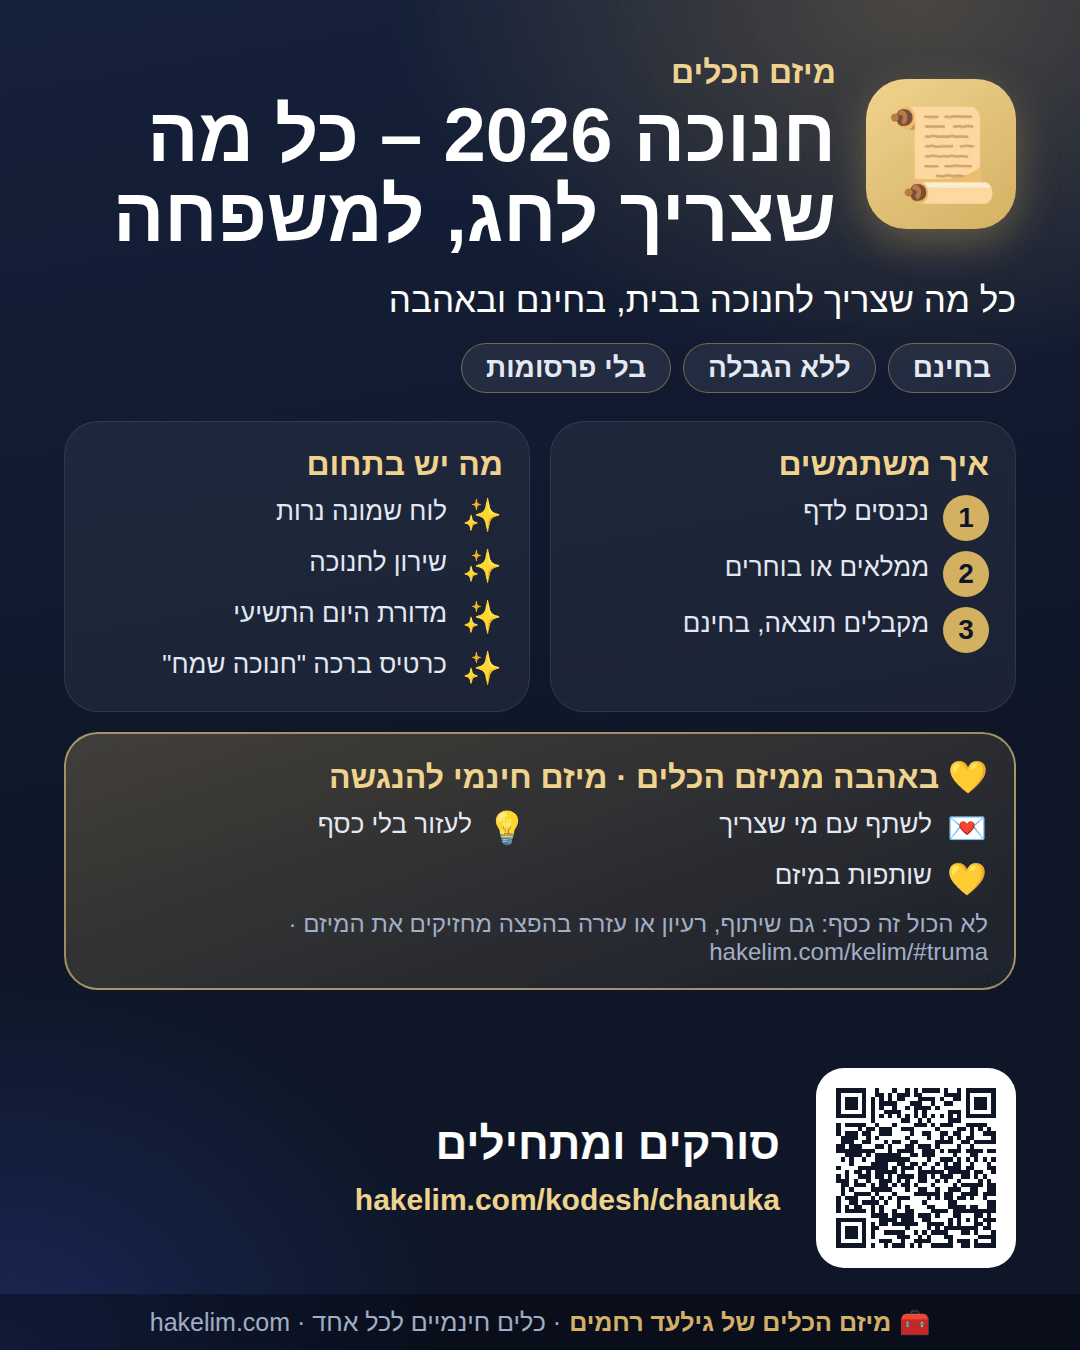 מיזם הכלים
חנוכה 2026 – כל מה
שצריך לחג, למשפחה
כל מה שצריך לחנוכה בבית, בחינם ובאהבה
בחינם
ללא הגבלה
בלי פרסומות
איך משתמשים
1 נכנסים לדף
2 ממלאים או בוחרים
3 מקבלים תוצאה, בחינם
מה יש בתחום
לוח שמונה נרות
שירון לחנוכה
מדורת היום התשיעי
כרטיס ברכה "חנוכה שמח"
באהבה ממיזם הכלים · מיזם חינמי להנגשה
לשתף עם מי שצריך
לעזור בלי כסף
שותפות במיזם
לא הכול זה כסף: גם שיתוף, רעיון או עזרה בהפצה מחזיקים את המיזם ·
hakelim.com/kelim/#truma
סורקים ומתחילים
hakelim.com/kodesh/chanuka
מיזם הכלים של גילעד רחמים · כלים חינמיים לכל אחד · hakelim.com